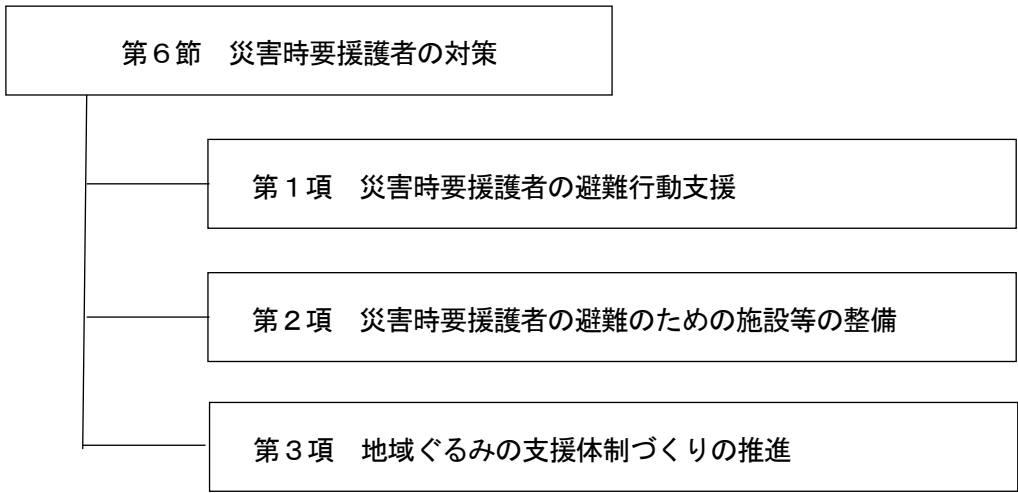 第６節　災害時要援護者の対策
第１項　災害時要援護者の避難行動支援
第２項　災害時要援護者の避難のための施設等の整備
第３項　地域ぐるみの支援体制づくりの推進